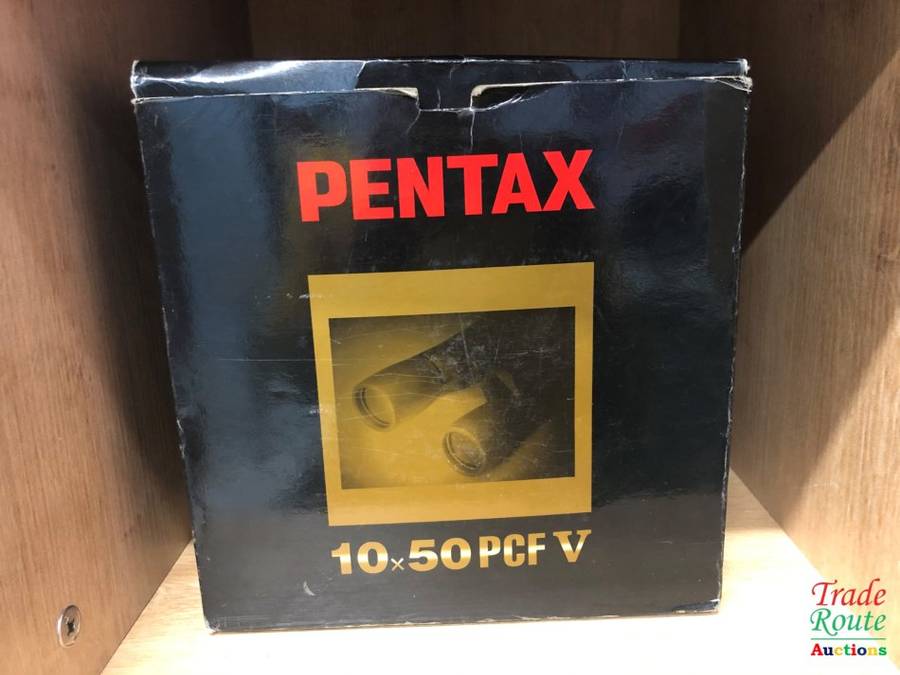 PENTAX
10×50 PCF V
Trade
Route
Auctions